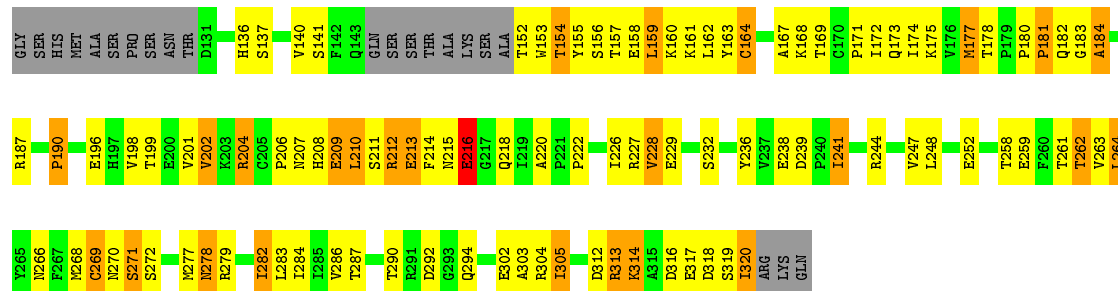 GLY SER HIS MET ALA SER PRO SER ASN THR D131 H136 S137 V140 S141 F142 Q143 GLN SER SER THR ALA LYS SER ALA T152 W153 T154 Y155 S156 T157 E158 L159 K160 K161 L162 Y163 C164 A167 K168 T169 C170 P171 I172 Q173 I174 K175 V176 M177 T178 P179 P180 P181 Q182 G183 A184
R187 P190 E196 H197 V198 T199 E200 V201 V202 K203 R204 C205 P206 N207 H208 E209 L210 S211 R212 E213 F214 N215 E216 G217 Q218 I219 A220 P221 P222 I226 R227 V228 E229 S232 Y236 V237 E238 D239 P240 I241 R244 V247 L248 E252 T258 E259 F260 T261 T262 V263 L264
Y265 N266 F267 M268 C269 N270 S271 S272 M277 N278 R279 I282 L283 I284 I285 V286 T287 T290 R291 D292 G293 Q294 E302 A303 R304 I305 D312 R313 K314 A315 D316 E317 D318 S319 I320 ARG LYS GLN